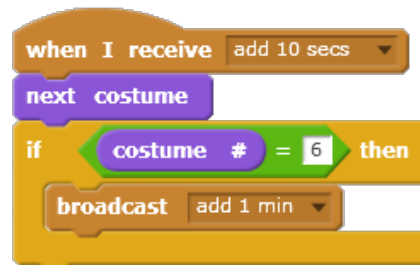 when I receive add 10 secs
next costume
if costume # = 6 then
broadcast add 1 min